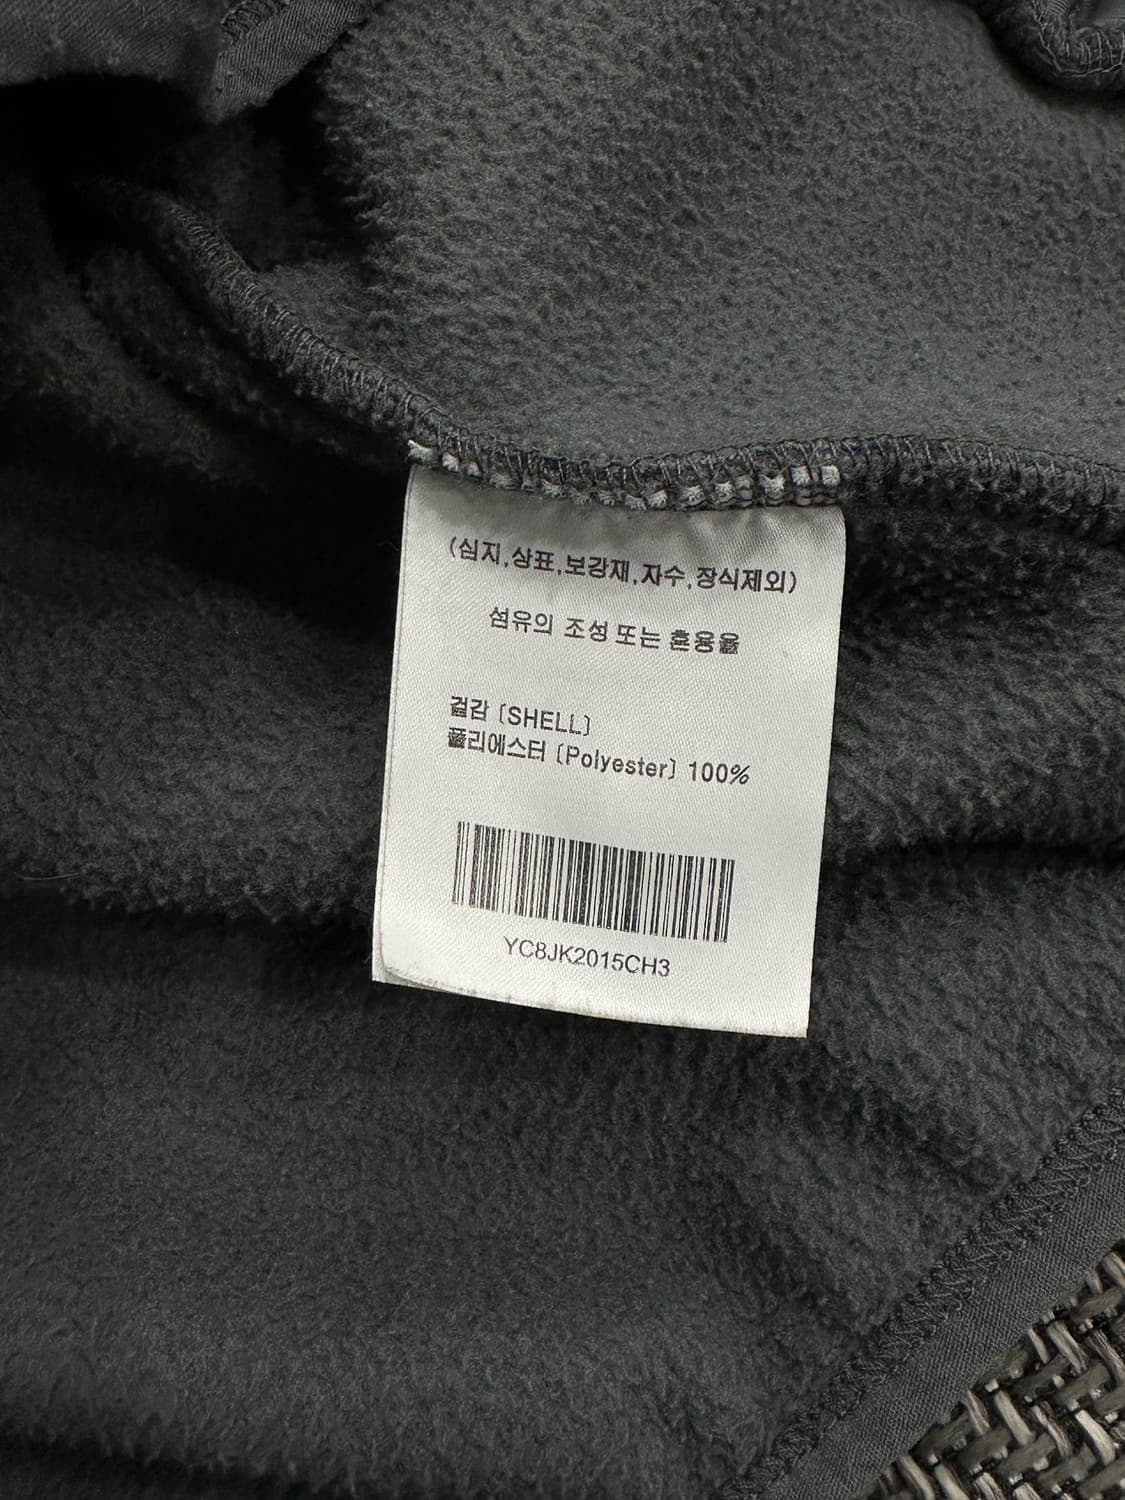 (심지,상표,보강재,자수,장식제외)
섬유의 조성 또는 혼용율
겉감 (SHELL)
폴리에스터 (Polyester) 100%
YC8JK2015CH3